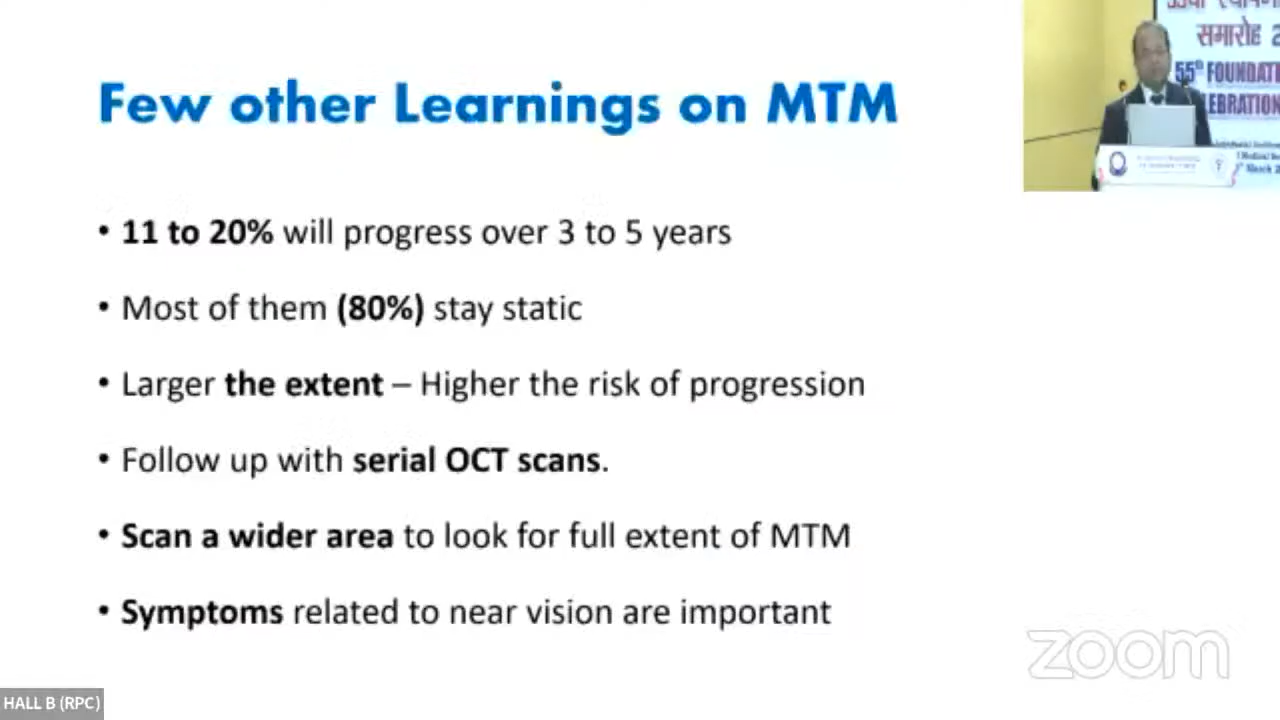 Few other Learnings on MTM
• 11 to 20% will progress over 3 to 5 years
• Most of them (80%) stay static
• Larger the extent – Higher the risk of progression
• Follow up with serial OCT scans.
• Scan a wider area to look for full extent of MTM
• Symptoms related to near vision are important
समारोह 2
55th FOUNDATI
LEBRATION
March
zoom
HALL B (RPC)